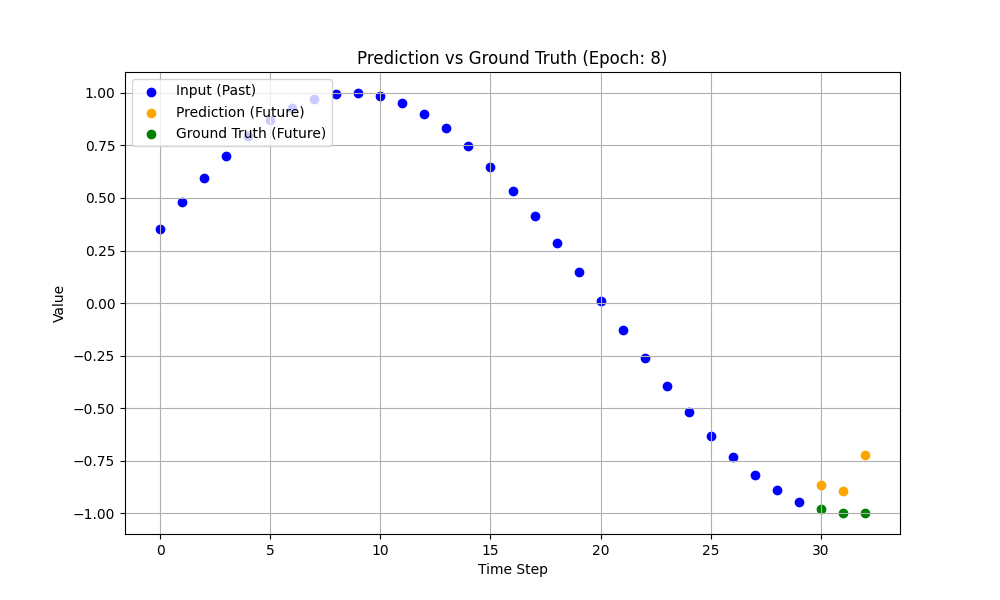 Prediction vs Ground Truth (Epoch: 8)
Input (Past)
Prediction (Future)
Ground Truth (Future)
1.00
0.75
0.50
0.25
0.00
−0.25
−0.50
−0.75
−1.00
Value
0 5 10 15 20 25 30
Time Step